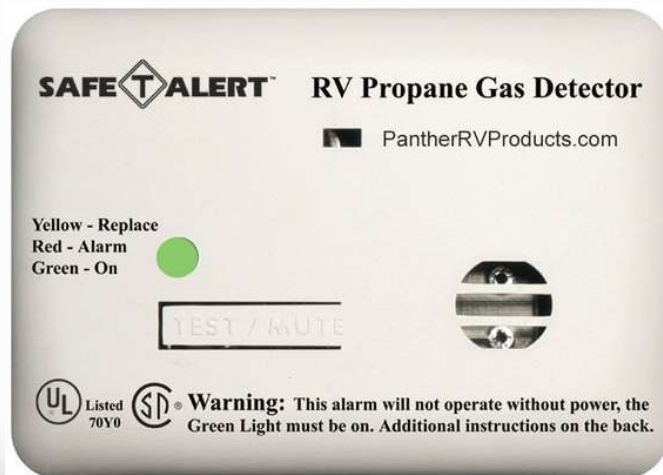 SAFE T ALERT™
RV Propane Gas Detector
PantherRVProducts.com
Yellow - Replace
Red - Alarm
Green - On
TEST / MUTE
UL Listed 70Y0
SP ® Warning: This alarm will not operate without power, the
Green Light must be on. Additional instructions on the back.